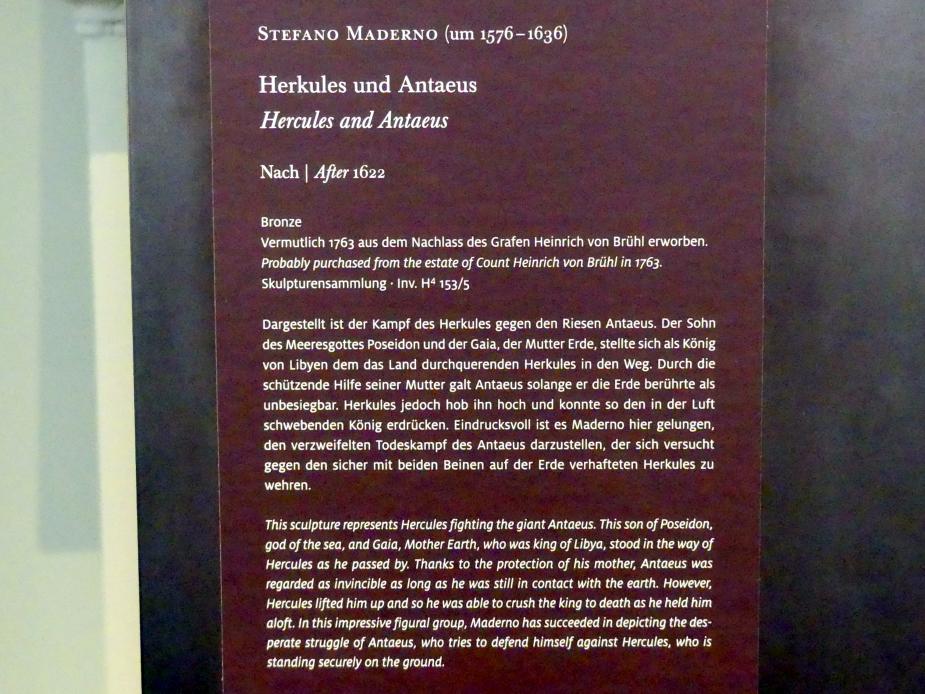 STEFANO MADERNO (um 1576–1636)
Herkules und Antaeus
Hercules and Antaeus
Nach | After 1622
Bronze
Vermutlich 1763 aus dem Nachlass des Grafen Heinrich von Brühl erworben.
Probably purchased from the estate of Count Heinrich von Brühl in 1763.
Skulpturensammlung · Inv. H⁴ 153/5
Dargestellt ist der Kampf des Herkules gegen den Riesen Antaeus. Der Sohn
des Meeresgottes Poseidon und der Gaia, der Mutter Erde, stellte sich als König
von Libyen dem das Land durchquerenden Herkules in den Weg. Durch die
schützende Hilfe seiner Mutter galt Antaeus solange er die Erde berührte als
unbesiegbar. Herkules jedoch hob ihn hoch und konnte so den in der Luft
schwebenden König erdrücken. Eindrucksvoll ist es Maderno hier gelungen,
den verzweifelten Todeskampf des Antaeus darzustellen, der sich versucht
gegen den sicher mit beiden Beinen auf der Erde verhafteten Herkules zu
wehren.
This sculpture represents Hercules fighting the giant Antaeus. This son of Poseidon,
god of the sea, and Gaia, Mother Earth, who was king of Libya, stood in the way of
Hercules as he passed by. Thanks to the protection of his mother, Antaeus was
regarded as invincible as long as he was still in contact with the earth. However,
Hercules lifted him up and so he was able to crush the king to death as he held him
aloft. In this impressive figural group, Maderno has succeeded in depicting the des-
perate struggle of Antaeus, who tries to defend himself against Hercules, who is
standing securely on the ground.